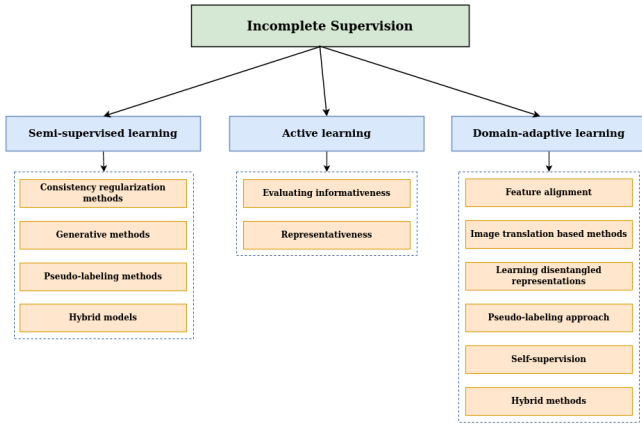 Incomplete Supervision
Semi-supervised learning
Active learning
Domain-adaptive learning
Consistency regularization
methods
Generative methods
Pseudo-labeling methods
Hybrid models
Evaluating informativeness
Representativeness
Feature alignment
Image translation based methods
Learning disentangled
representations
Pseudo-labeling approach
Self-supervision
Hybrid methods